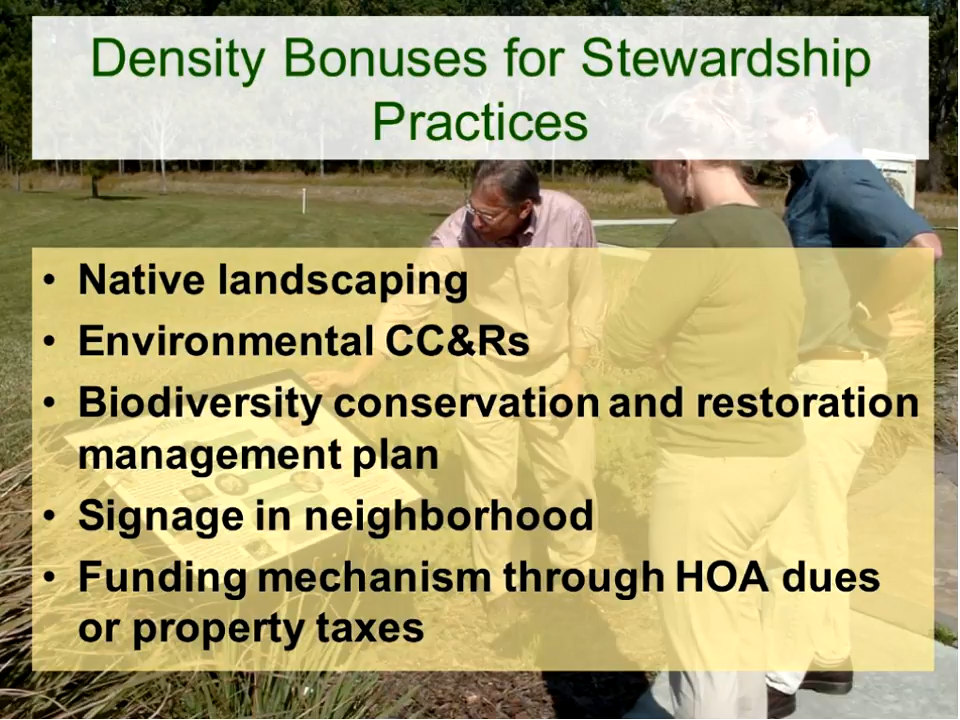 Density Bonuses for Stewardship
Practices
• Native landscaping
• Environmental CC&Rs
• Biodiversity conservation and restoration
management plan
• Signage in neighborhood
• Funding mechanism through HOA dues
or property taxes